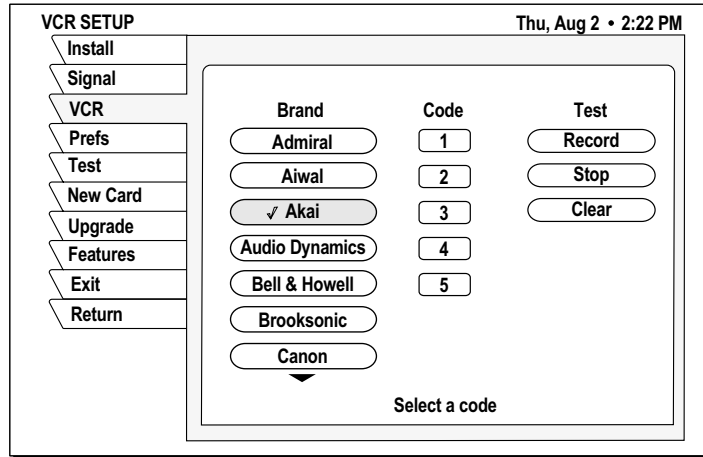 VCR SETUP
Thu, Aug 2 • 2:22 PM
Install
Signal
VCR
Prefs
Test
New Card
Upgrade
Features
Exit
Return
Brand Code Test
Admiral 1 Record
Aiwal 2 Stop
✓ Akai 3 Clear
Audio Dynamics 4
Bell & Howell 5
Brooksonic
Canon
Select a code